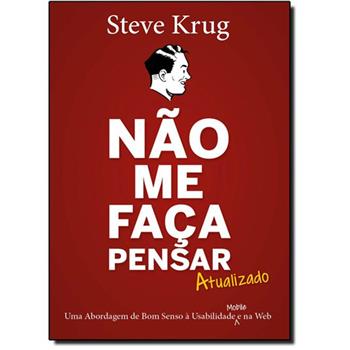 Steve Krug
NÃO
ME
FAÇA
PENSAR
Atualizado
Mobile
Uma Abordagem de Bom Senso à Usabilidade e na Web